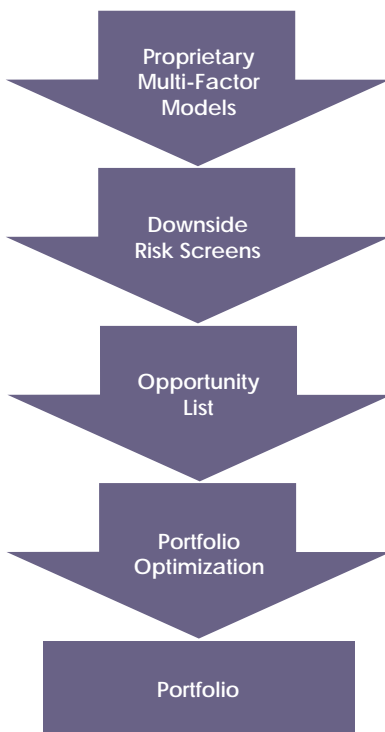 Proprietary
Multi-Factor
Models
Downside
Risk Screens
Opportunity
List
Portfolio
Optimization
Portfolio